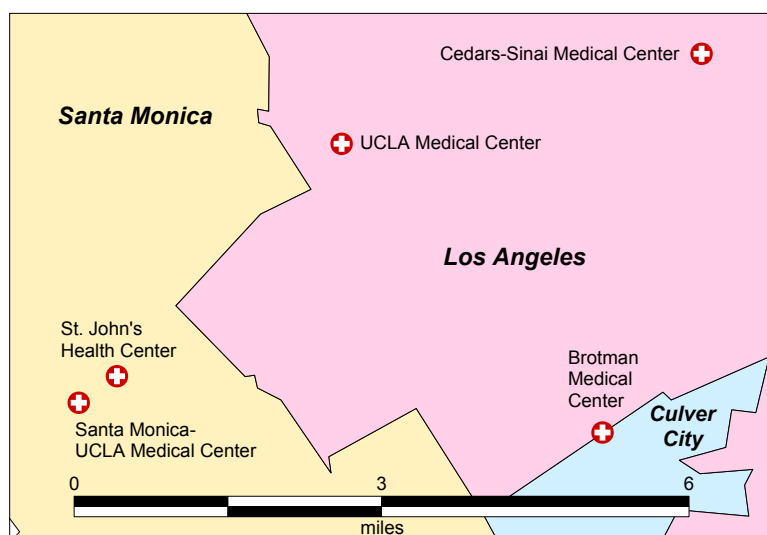 Cedars-Sinai Medical Center
Santa Monica
UCLA Medical Center
Los Angeles
St. John's
Health Center
Brotman
Medical
Center
Santa Monica-
UCLA Medical Center
Culver
City
0 3 6
miles